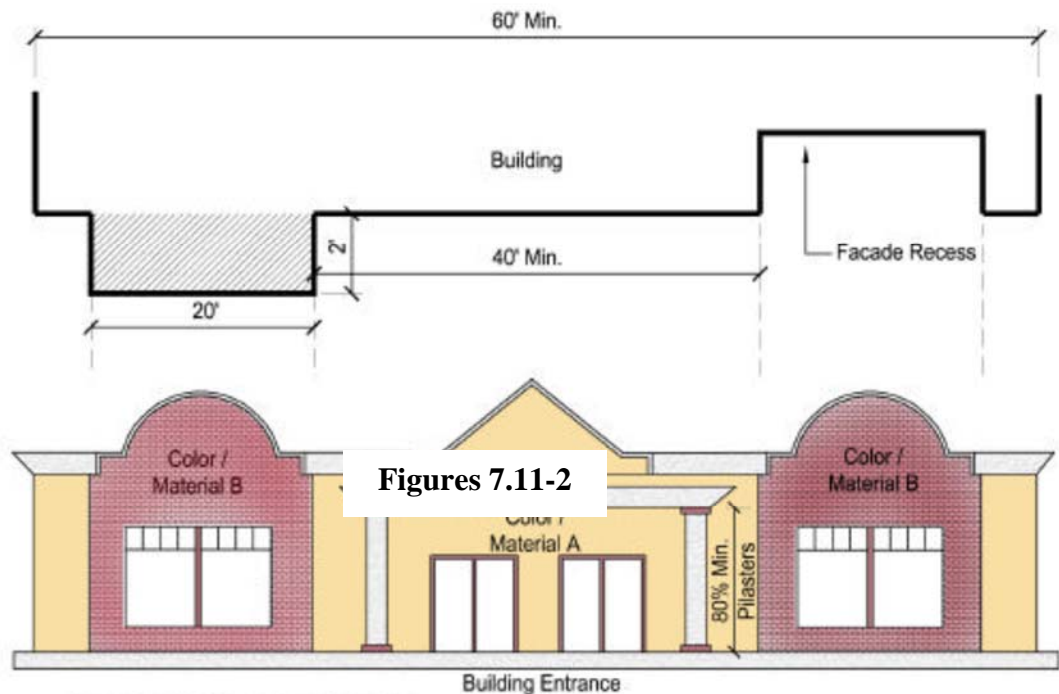 60' Min.
Building
2'
40' Min.
Facade Recess
20'
Color /
Material B
Figures 7.11-2
Color /
Material B
Color /
Material A
80% Min.
Pilasters
Building Entrance